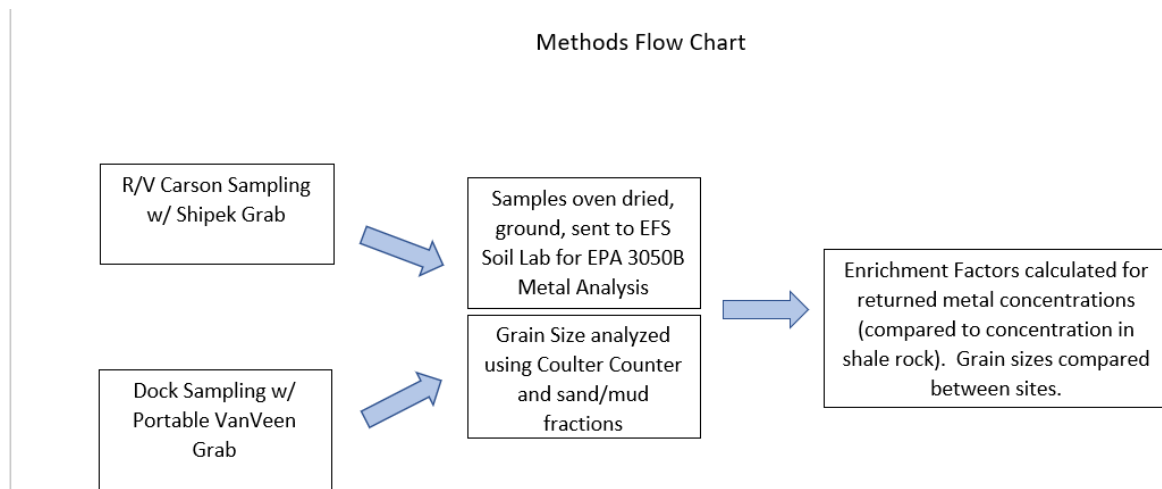 Methods Flow Chart
R/V Carson Sampling
w/ Shipek Grab
Dock Sampling w/
Portable VanVeen
Grab
Samples oven dried,
ground, sent to EFS
Soil Lab for EPA 3050B
Metal Analysis
Grain Size analyzed
using Coulter Counter
and sand/mud
fractions
Enrichment Factors calculated for
returned metal concentrations
(compared to concentration in
shale rock).  Grain sizes compared
between sites.